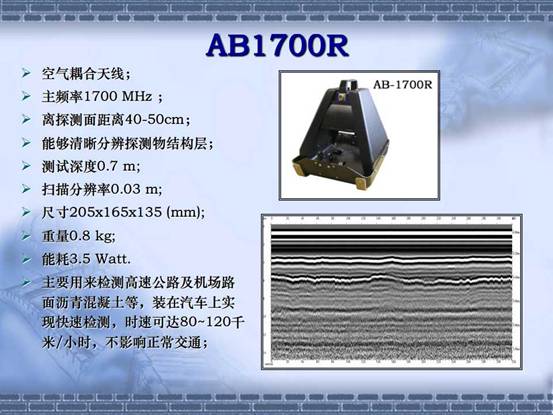 AB1700R
空气耦合天线；
主频率1700 MHz ；
离探测面距离40-50cm；
能够清晰分辨探测物结构层；
测试深度0.7 m;
扫描分辨率0.03 m;
尺寸205x165x135 (mm);
重量0.8 kg;
能耗3.5 Watt.
主要用来检测高速公路及机场路
面沥青混凝土等，装在汽车上实
现快速检测，时速可达80~120千
米/小时，不影响正常交通；
AB-1700R